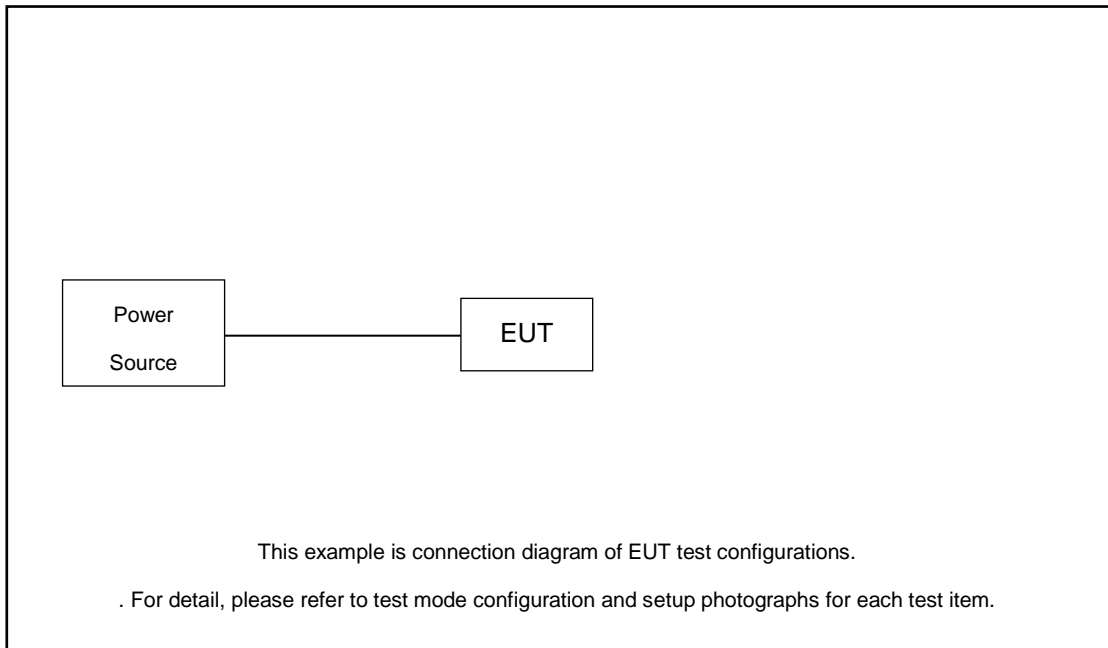 Power
Source
EUT
This example is connection diagram of EUT test configurations.
. For detail, please refer to test mode configuration and setup photographs for each test item.